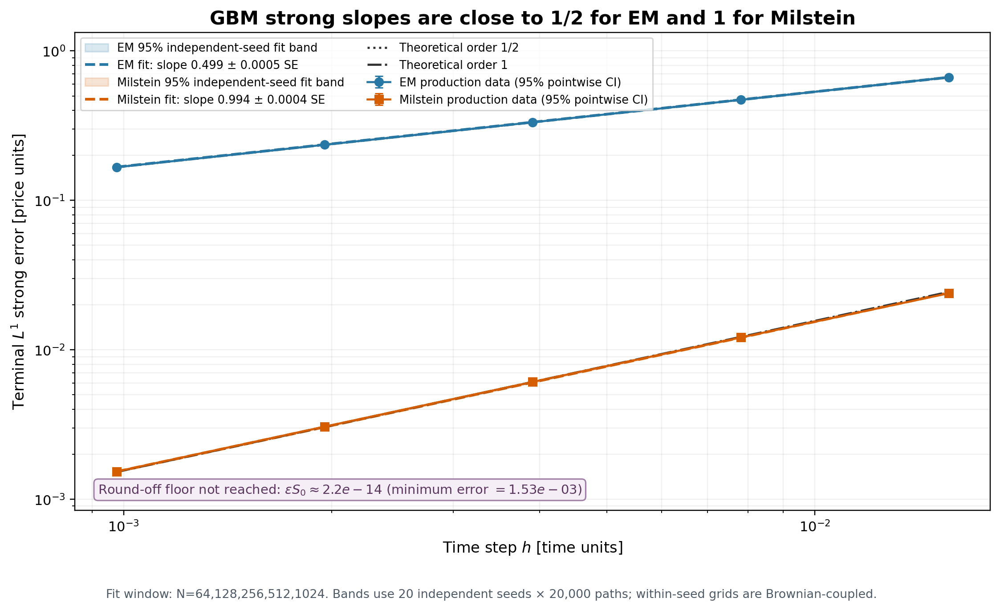 GBM strong slopes are close to 1/2 for EM and 1 for Milstein
EM 95% independent-seed fit band
EM fit: slope 0.499 ± 0.0005 SE
Milstein 95% independent-seed fit band
Milstein fit: slope 0.994 ± 0.0004 SE
Theoretical order 1/2
Theoretical order 1
EM production data (95% pointwise CI)
Milstein production data (95% pointwise CI)
Terminal L¹ strong error [price units]
10⁰
10⁻¹
10⁻²
10⁻³
Round-off floor not reached: εS₀ ≈ 2.2e − 14 (minimum error = 1.53e − 03)
10⁻³
10⁻²
Time step h [time units]
Fit window: N=64,128,256,512,1024. Bands use 20 independent seeds × 20,000 paths; within-seed grids are Brownian-coupled.